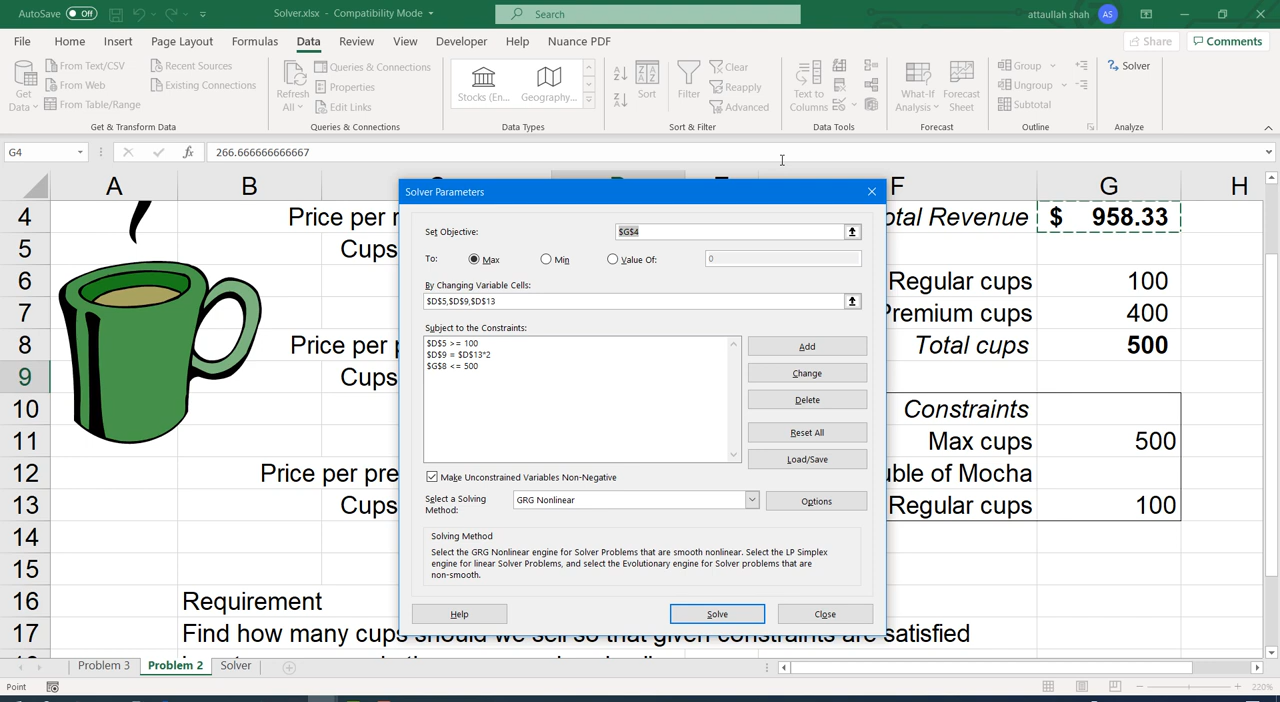 AutoSave Off Solver.xlsx - Compatibility Mode Search attaullah shah AS
File Home Insert Page Layout Formulas Data Review View Developer Help Nuance PDF Share Comments
Get Data
From Text/CSV
From Web
From Table/Range
Recent Sources
Existing Connections
Get & Transform Data
Refresh All
Queries & Connections
Properties
Edit Links
Queries & Connections
Stocks (En...
Geography...
Data Types
Sort
Filter
Clear
Reapply
Advanced
Sort & Filter
Text to Columns
Data Tools
What-If Analysis
Forecast Sheet
Forecast
Group
Ungroup
Subtotal
Outline
Solver
Analyze
G4 fx 266.666666666667
A B F G H
4 Price per otal Revenue $ 958.33
5 Cups
6 Regular cups 100
7 Premium cups 400
8 Price per Total cups 500
9 Cups
10 Constraints
11 Max cups 500
12 Price per pre uble of Mocha
13 Cups Regular cups 100
14
15
16 Requirement
17 Find how many cups should we sell so that given constraints are satisfied
Solver Parameters
Set Objective: $G$4
To: Max Min Value Of: 0
By Changing Variable Cells:
$D$5,$D$9,$D$13
Subject to the Constraints:
$D$5 >= 100
$D$9 = $D$13*2
$G$8 <= 500
Add
Change
Delete
Reset All
Load/Save
Make Unconstrained Variables Non-Negative
Select a Solving Method: GRG Nonlinear Options
Solving Method
Select the GRG Nonlinear engine for Solver Problems that are smooth nonlinear. Select the LP Simplex
engine for linear Solver Problems, and select the Evolutionary engine for Solver problems that are
non-smooth.
Help Solve Close
Problem 3 Problem 2 Solver
Point 220%